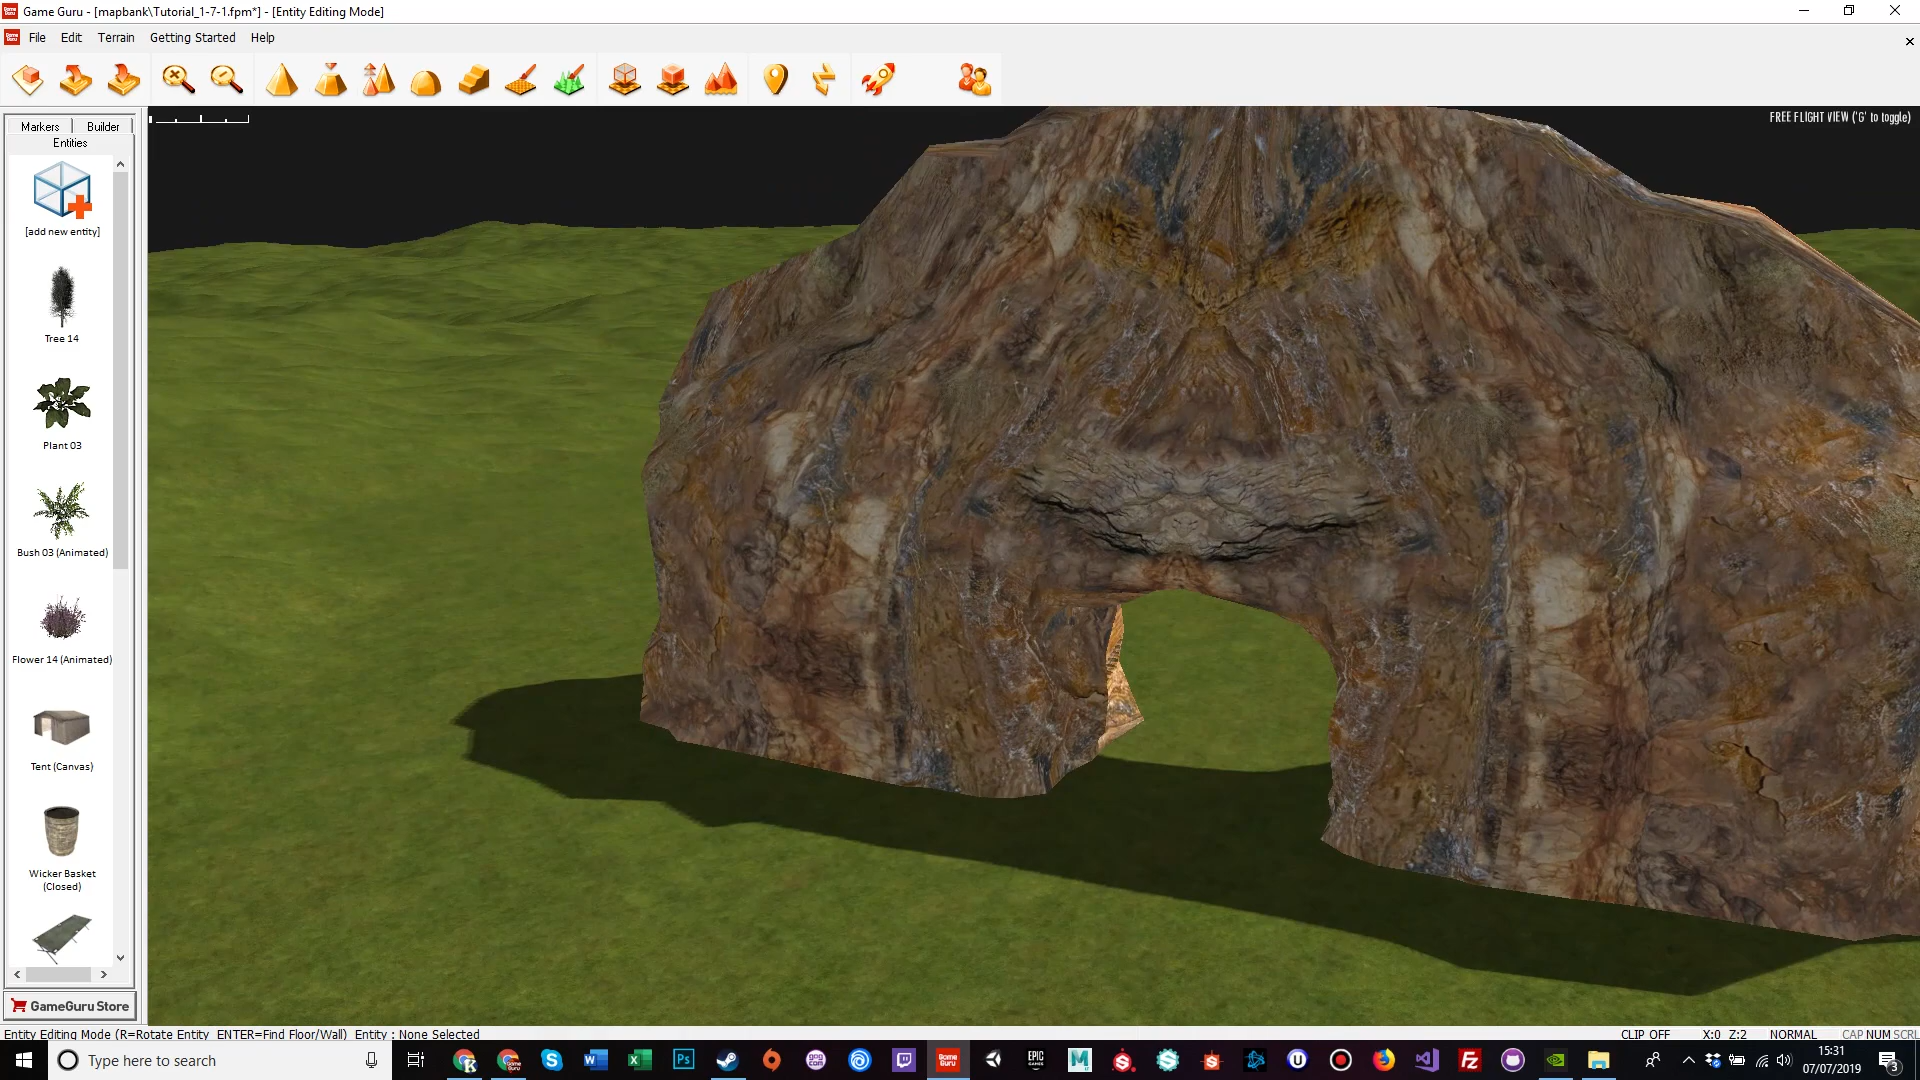 Game Guru - [mapbank\Tutorial_1-7-1.fpm*] - [Entity Editing Mode]
File Edit Terrain Getting Started Help
FREE FLIGHT VIEW ('G' to toggle)
Markers Builder
Entities
[add new entity]
Tree 14
Plant 03
Bush 03 (Animated)
Flower 14 (Animated)
Tent (Canvas)
Wicker Basket
(Closed)
GameGuru Store
Entity Editing Mode (R=Rotate Entity ENTER=Find Floor/Wall) Entity : None Selected
CLIP OFF X:0 Z:2 NORMAL CAP NUM SCRL
Type here to search
15:31
07/07/2019
3